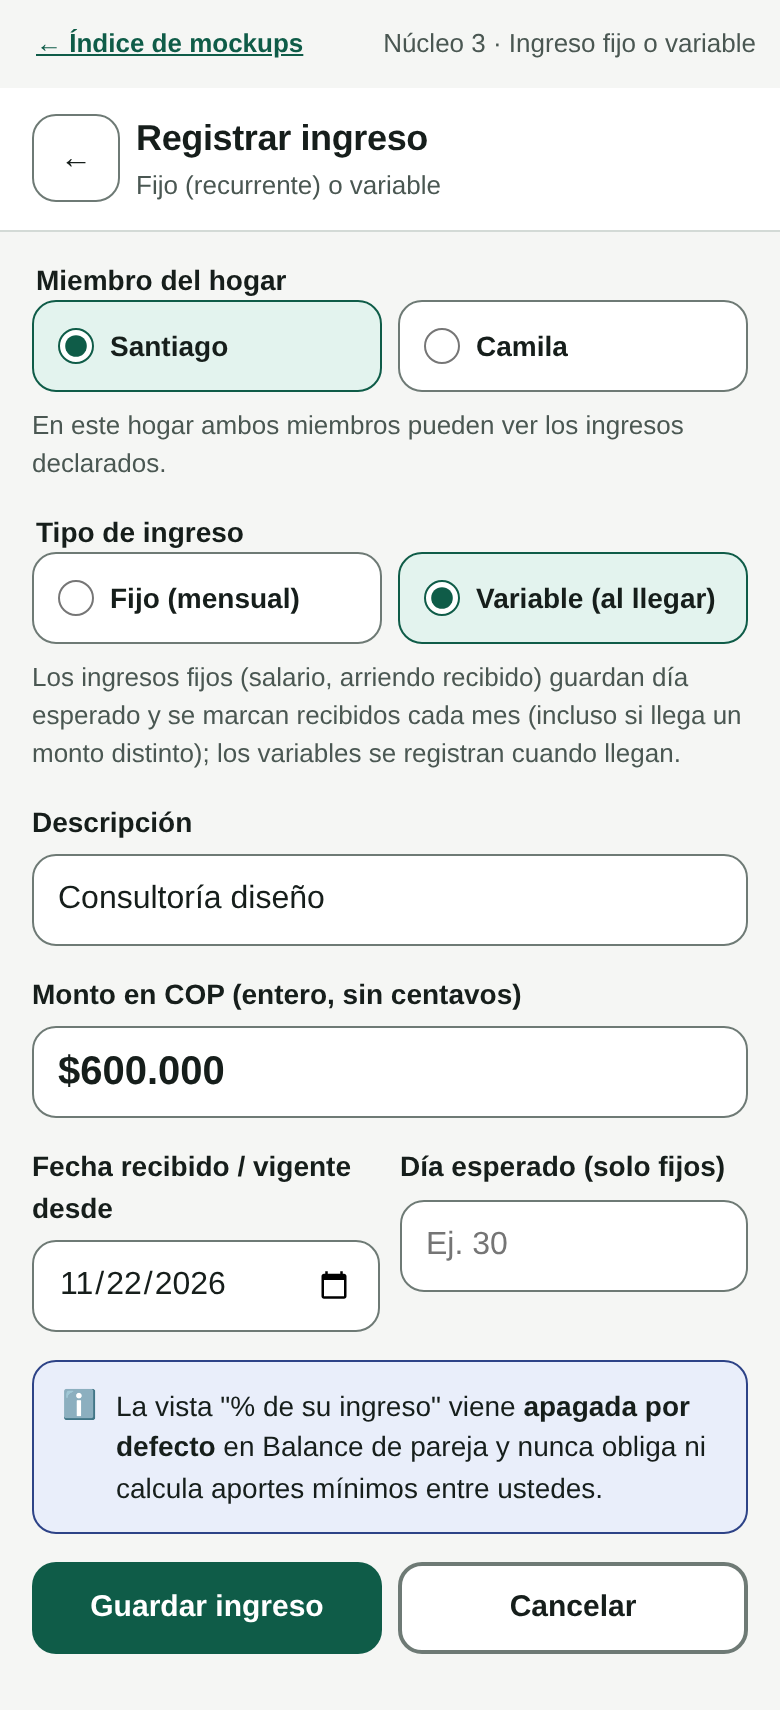 ← Índice de mockups
Núcleo 3 · Ingreso fijo o variable
←
Registrar ingreso
Fijo (recurrente) o variable
Miembro del hogar
Santiago
Camila
En este hogar ambos miembros pueden ver los ingresos
declarados.
Tipo de ingreso
Fijo (mensual)
Variable (al llegar)
Los ingresos fijos (salario, arriendo recibido) guardan día
esperado y se marcan recibidos cada mes (incluso si llega un
monto distinto); los variables se registran cuando llegan.
Descripción
Consultoría diseño
Monto en COP (entero, sin centavos)
$600.000
Fecha recibido / vigente
desde
11/22/2026
Día esperado (solo fijos)
Ej. 30
ℹ️ La vista "% de su ingreso" viene apagada por
defecto en Balance de pareja y nunca obliga ni
calcula aportes mínimos entre ustedes.
Guardar ingreso
Cancelar